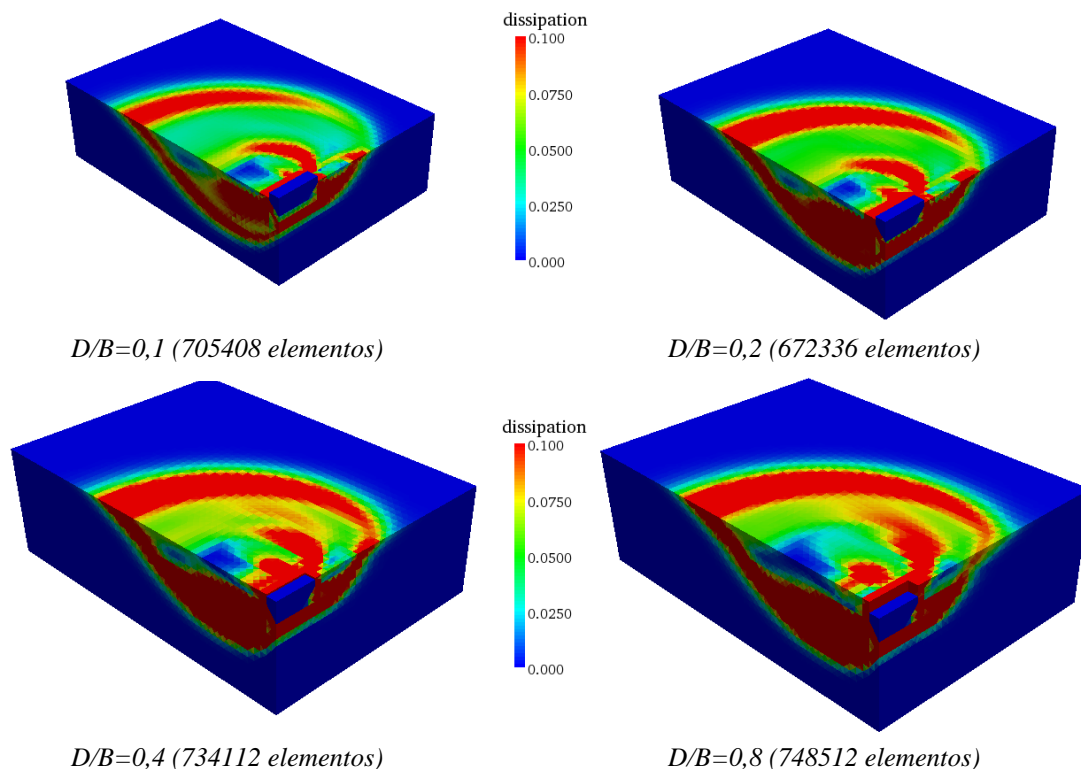 dissipation
0.100
0.0750
0.0500
0.0250
0.000
D/B=0,1 (705408 elementos)
D/B=0,2 (672336 elementos)
dissipation
0.100
0.0750
0.0500
0.0250
0.000
D/B=0,4 (734112 elementos)
D/B=0,8 (748512 elementos)